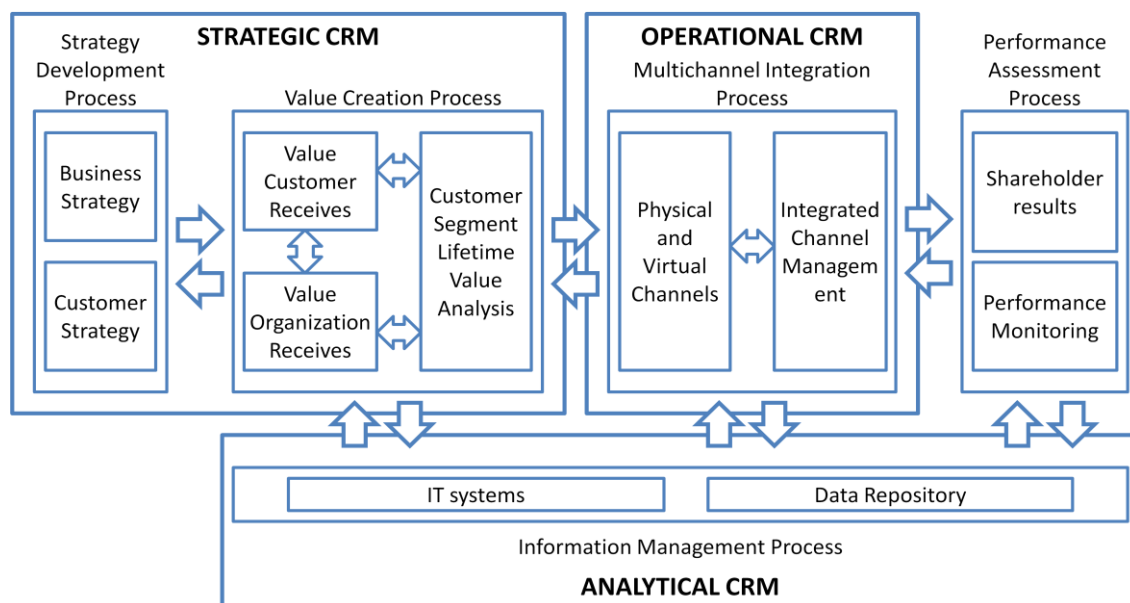 STRATEGIC CRM
Strategy
Development
Process
Business
Strategy
Customer
Strategy
Value Creation Process
Value
Customer
Receives
Value
Organization
Receives
Customer
Segment
Lifetime
Value
Analysis
OPERATIONAL CRM
Multichannel Integration
Process
Physical
and
Virtual
Channels
Integrated
Channel
Managem
ent
Performance
Assessment
Process
Shareholder
results
Performance
Monitoring
IT systems
Data Repository
Information Management Process
ANALYTICAL CRM